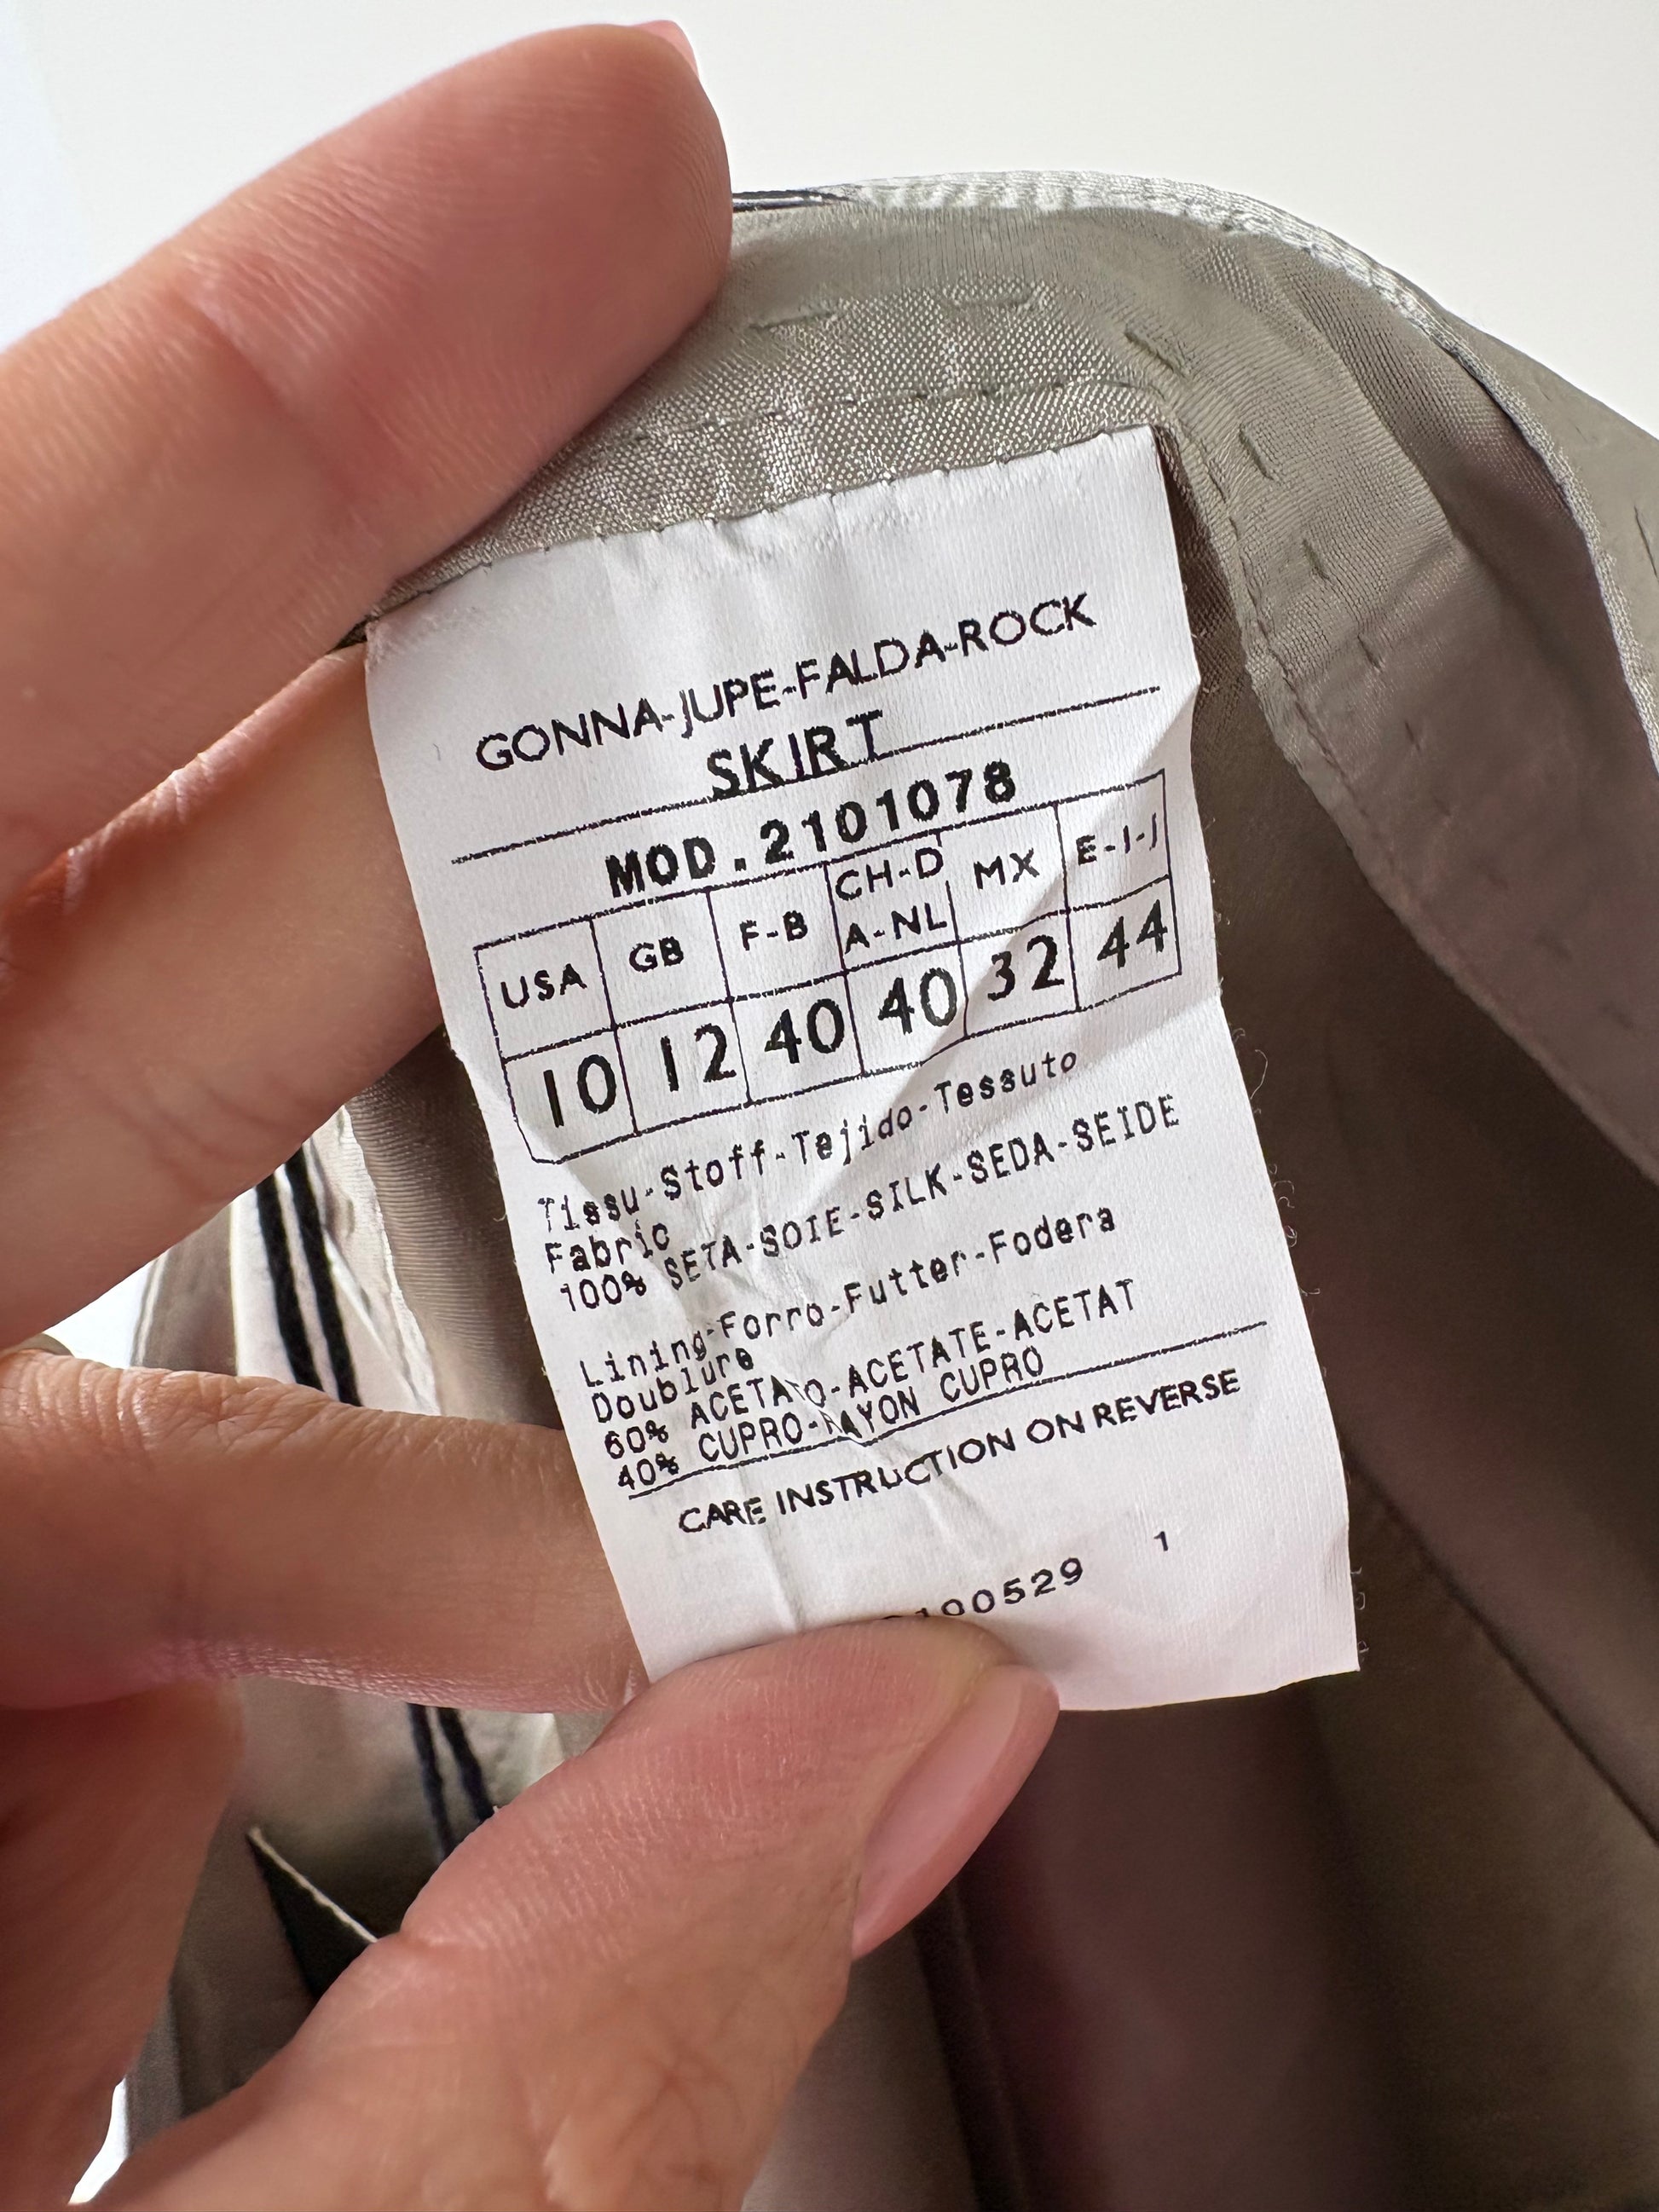 GONNA-JUPE-FALDA-ROCK
SKIRT
MOD.2101078
USA GB F-B CH-D A-NL MX E-I-J
10 12 40 40 32 44
Tissu-Stoff-Tejido-Tessuto
Fabric
100% SETA-SOIE-SILK-SEDA-SEIDE
Lining-Forro-Futter-Fodera
Doublure
60% ACETATO-ACETATE-ACETAT
40% CUPRO-RAYON CUPRO
CARE INSTRUCTION ON REVERSE
1